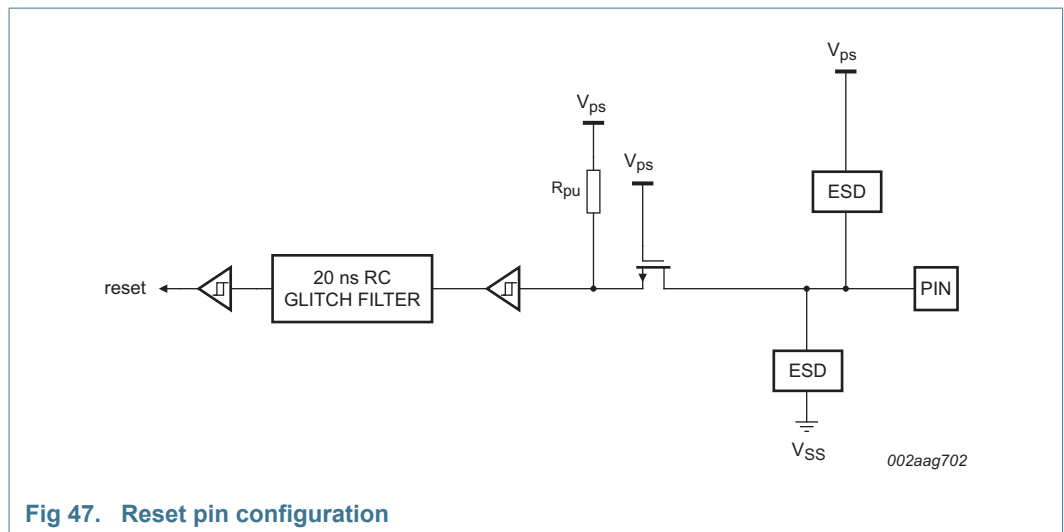 Vps
Vps
Vps
Rpu
ESD
reset
20 ns RC
GLITCH FILTER
PIN
ESD
VSS
002aag702
Fig 47. Reset pin configuration